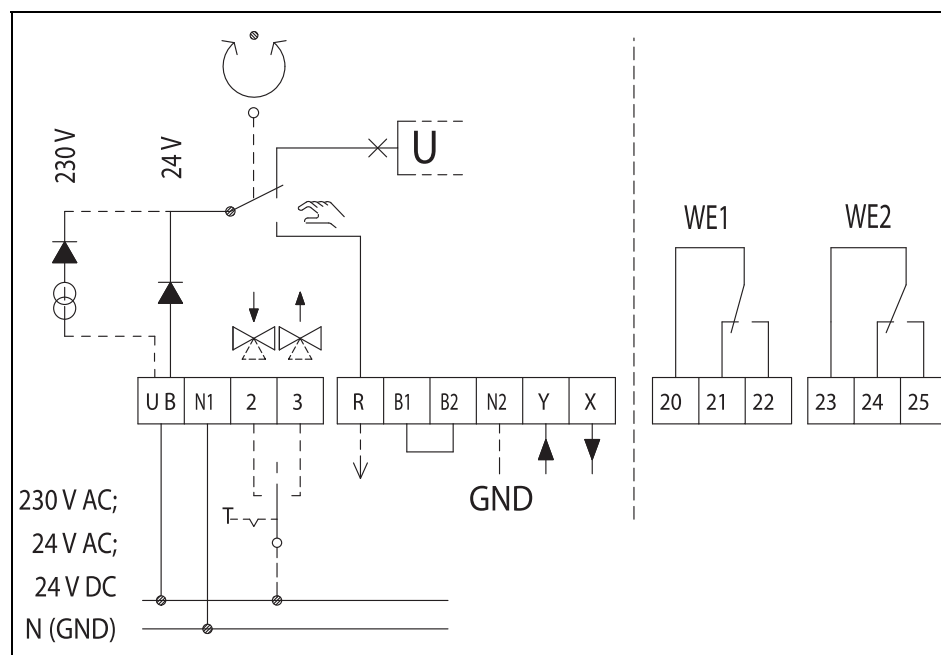 230 V
24 V
U
WE1
WE2
U B N1 2 3
R B1 B2 N2 Y X
20 21 22
23 24 25
GND
T
230 V AC;
24 V AC;
24 V DC
N (GND)